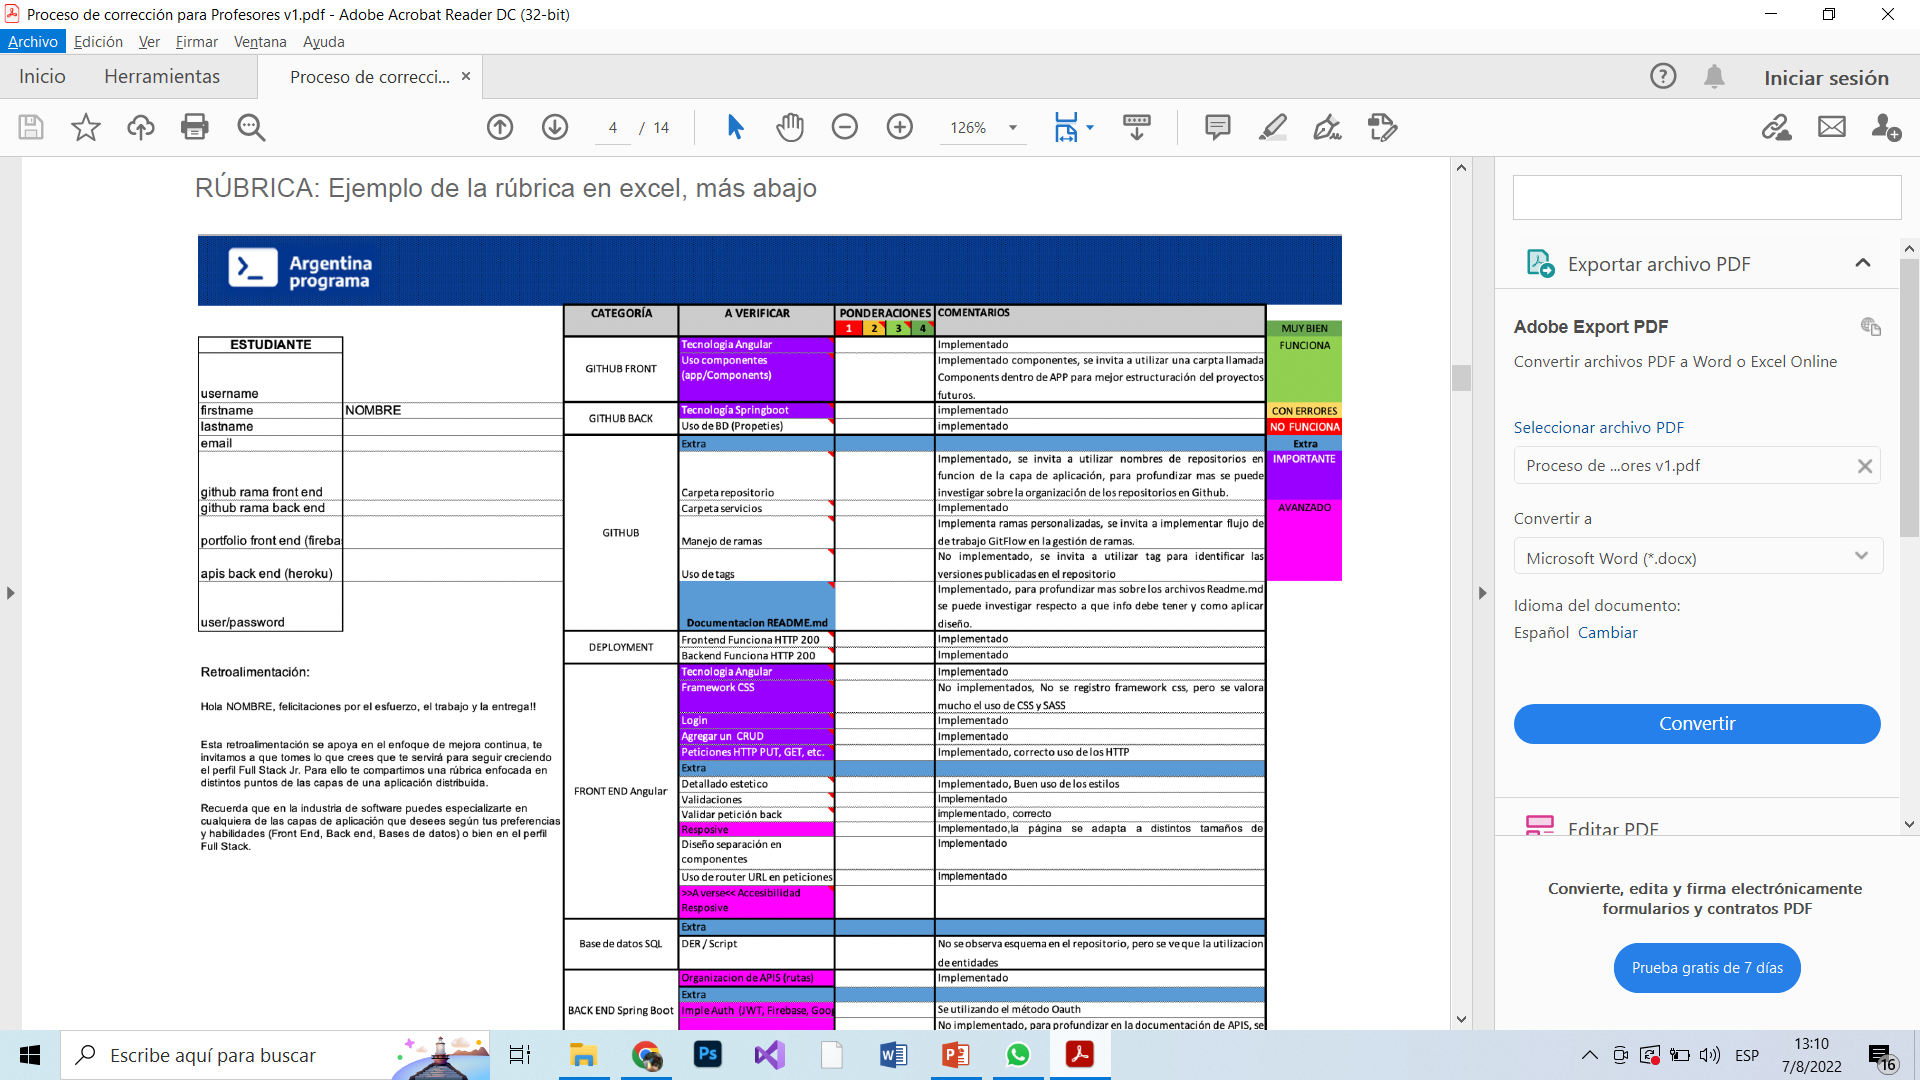 Proceso de corrección para Profesores v1.pdf - Adobe Acrobat Reader DC (32-bit)
Archivo Edición Ver Firmar Ventana Ayuda
Inicio Herramientas Proceso de correcci... × Iniciar sesión
4 / 14 126%
RÚBRICA: Ejemplo de la rúbrica en excel, más abajo
Argentina
programa
ESTUDIANTE
username
firstname NOMBRE
lastname
email
github rama front end
github rama back end
portfolio front end (fireba
apis back end (heroku)
user/password
Retroalimentación:
Hola NOMBRE, felicitaciones por el esfuerzo, el trabajo y la entrega!!
Esta retroalimentación se apoya en el enfoque de mejora continua, te
invitamos a que tomes lo que crees que te servirá para seguir creciendo
el perfil Full Stack Jr. Para ello te compartimos una rúbrica enfocada en
distintos puntos de las capas de una aplicación distribuida.
Recuerda que en la industria de software puedes especializarte en
cualquiera de las capas de aplicación que desees según tus preferencias
y habilidades (Front End, Back end, Bases de datos) o bien en el perfil
Full Stack.
CATEGORÍA A VERIFICAR PONDERACIONES COMENTARIOS
1 2 3 4
GITHUB FRONT
Tecnologia Angular Implementado
Uso componentes
(app/Components)
Implementado componentes, se invita a utilizar una carpta llamada
Components dentro de APP para mejor estructuración del proyectos
futuros.
GITHUB BACK
Tecnología Springboot implementado
Uso de BD (Propeties) implementado
GITHUB
Extra
Carpeta repositorio
Implementado, se invita a utilizar nombres de repositorios en
funcion de la capa de aplicación, para profundizar mas se puede
investigar sobre la organización de los repositorios en Github.
Carpeta servicios Implementado
Manejo de ramas
Implementa ramas personalizadas, se invita a implementar flujo de
de trabajo GitFlow en la gestión de ramas.
Uso de tags
No implementado, se invita a utilizar tag para identificar las
versiones publicadas en el repositorio
Documentacion README.md
Implementado, para profundizar mas sobre los archivos Readme.md
se puede investigar respecto a que info debe tener y como aplicar
diseño.
DEPLOYMENT
Frontend Funciona HTTP 200 Implementado
Backend Funciona HTTP 200 Implementado
FRONT END Angular
Tecnologia Angular Implementado
Framework CSS
No implementados, No se registro framework css, pero se valora
mucho el uso de CSS y SASS
Login Implementado
Agregar un CRUD Implementado
Peticiones HTTP PUT, GET, etc. Implementado, correcto uso de los HTTP
Extra
Detallado estetico Implementado, Buen uso de los estilos
Validaciones Implementado
Validar petición back implementado, correcto
Resposive Implementado,la página se adapta a distintos tamaños de
Diseño separación en
componentes
Implementado
Uso de router URL en peticiones Implementado
>>A verse<< Accesibilidad
Resposive
Base de datos SQL
Extra
DER / Script
No se observa esquema en el repositorio, pero se ve que la utilizacion
de entidades
BACK END Spring Boot
Organizacion de APIS (rutas) Implementado
Extra
Imple Auth (JWT, Firebase, Goog Se utilizando el método Oauth
No implementado, para profundizar en la documentación de APIS, se
MUY BIEN
FUNCIONA
CON ERRORES
NO FUNCIONA
Extra
IMPORTANTE
AVANZADO
Exportar archivo PDF
Adobe Export PDF
Convertir archivos PDF a Word o Excel Online
Seleccionar archivo PDF
Proceso de ...ores v1.pdf
Convertir a
Microsoft Word (*.docx)
Idioma del documento:
Español Cambiar
Convertir
Editar PDF
Convierte, edita y firma electrónicamente
formularios y contratos PDF
Prueba gratis de 7 días
Escribe aquí para buscar
Ps
ESP
13:10
7/8/2022
16